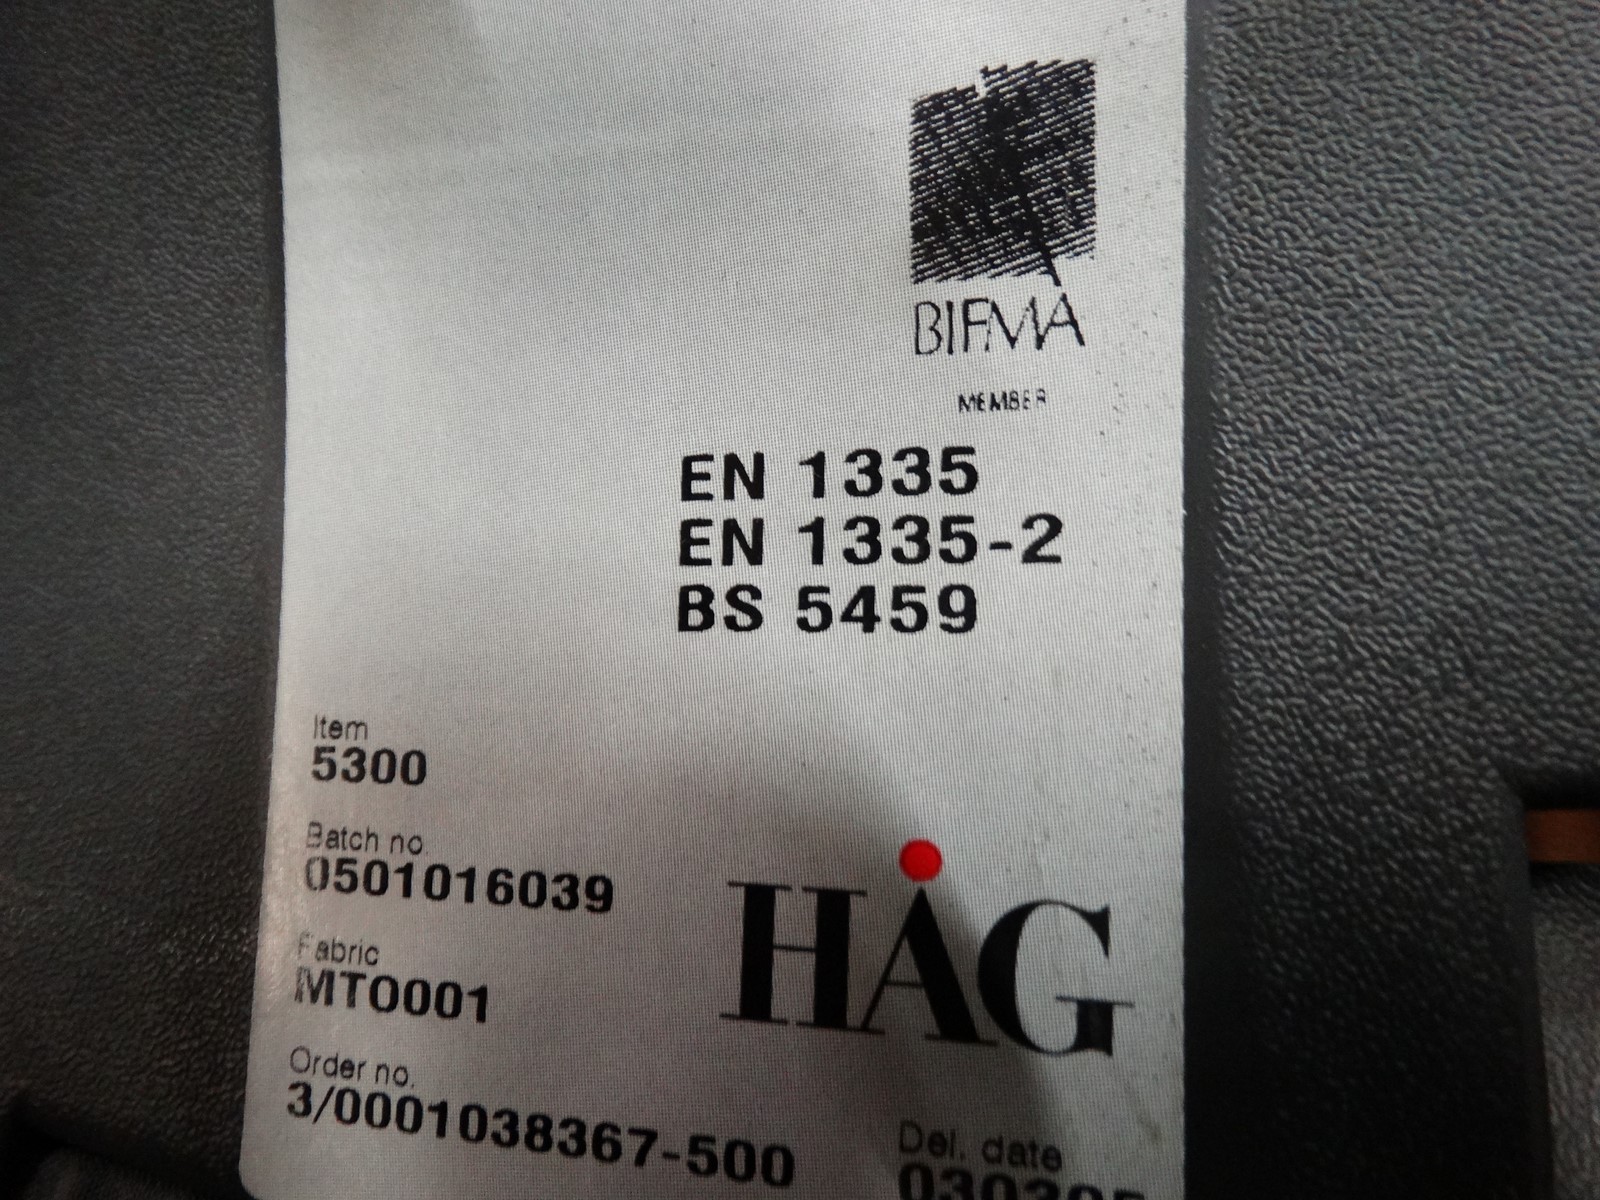 BIFMA
MEMBER
EN 1335
EN 1335-2
BS 5459
Item
5300
Batch no.
0501016039
Fabric
MT0001
HÅG
Order no.
3/0001038367-500
Del. date